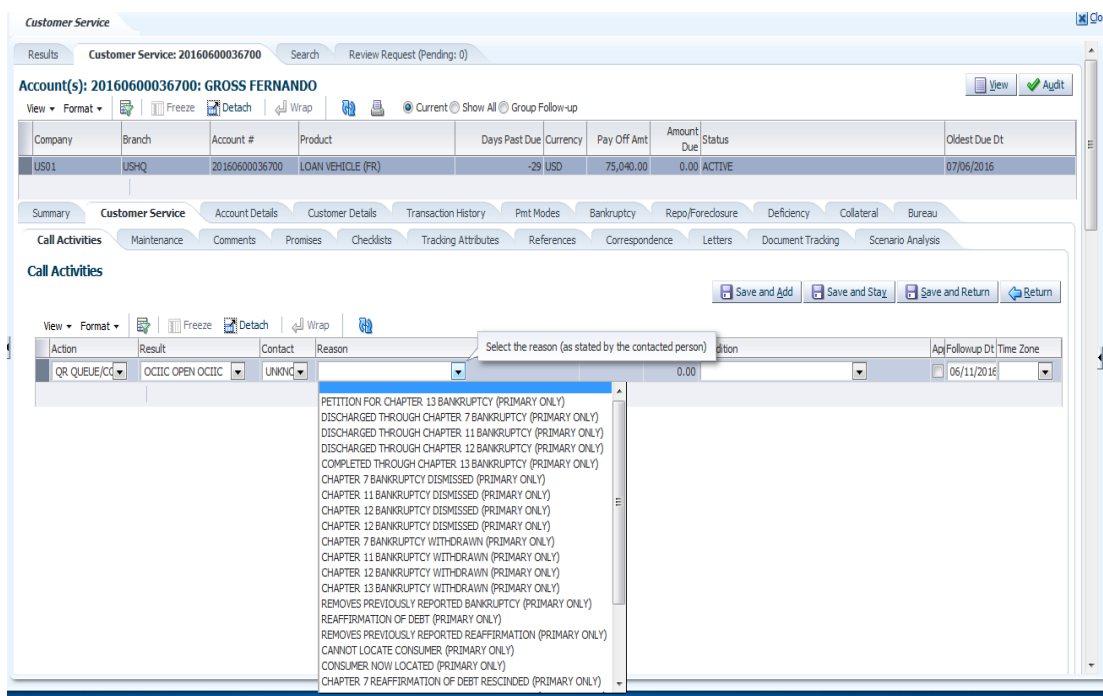 Customer Service
Clo
Results Customer Service: 20160600036700 Search Review Request (Pending: 0)
Account(s): 20160600036700: GROSS FERNANDO
View Audit
View Format Freeze Detach Wrap Current Show All Group Follow-up
Company Branch Account # Product Days Past Due Currency Pay Off Amt Amount Due Status Oldest Due Dt
US01 USHQ 20160600036700 LOAN VEHICLE (FR) -29 USD 75,040.00 0.00 ACTIVE 07/06/2016
Summary Customer Service Account Details Customer Details Transaction History Pmt Modes Bankruptcy Repo/Foreclosure Deficiency Collateral Bureau
Call Activities Maintenance Comments Promises Checklists Tracking Attributes References Correspondence Letters Document Tracking Scenario Analysis
Call Activities
Save and Add Save and Stay Save and Return Return
View Format Freeze Detach Wrap
Select the reason (as stated by the contacted person)
Action Result Contact Reason dition Ap Followup Dt Time Zone
QR QUEUE/CO OCIIC OPEN OCIIC UNKNO 0.00 06/11/2016
PETITION FOR CHAPTER 13 BANKRUPTCY (PRIMARY ONLY)
DISCHARGED THROUGH CHAPTER 7 BANKRUPTCY (PRIMARY ONLY)
DISCHARGED THROUGH CHAPTER 11 BANKRUPTCY (PRIMARY ONLY)
DISCHARGED THROUGH CHAPTER 12 BANKRUPTCY (PRIMARY ONLY)
COMPLETED THROUGH CHAPTER 13 BANKRUPTCY (PRIMARY ONLY)
CHAPTER 7 BANKRUPTCY DISMISSED (PRIMARY ONLY)
CHAPTER 11 BANKRUPTCY DISMISSED (PRIMARY ONLY)
CHAPTER 12 BANKRUPTCY DISMISSED (PRIMARY ONLY)
CHAPTER 12 BANKRUPTCY DISMISSED (PRIMARY ONLY)
CHAPTER 7 BANKRUPTCY WITHDRAWN (PRIMARY ONLY)
CHAPTER 11 BANKRUPTCY WITHDRAWN (PRIMARY ONLY)
CHAPTER 12 BANKRUPTCY WITHDRAWN (PRIMARY ONLY)
CHAPTER 13 BANKRUPTCY WITHDRAWN (PRIMARY ONLY)
REMOVES PREVIOUSLY REPORTED BANKRUPTCY (PRIMARY ONLY)
REAFFIRMATION OF DEBT (PRIMARY ONLY)
REMOVES PREVIOUSLY REPORTED REAFFIRMATION (PRIMARY ONLY)
CANNOT LOCATE CONSUMER (PRIMARY ONLY)
CONSUMER NOW LOCATED (PRIMARY ONLY)
CHAPTER 7 REAFFIRMATION OF DEBT RESCINDED (PRIMARY ONLY)